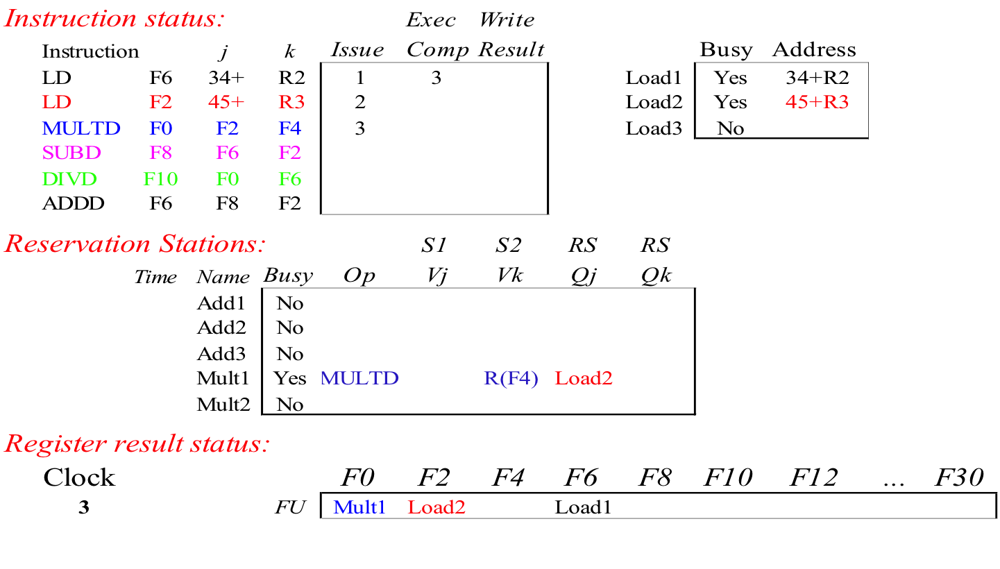 Instruction status: Exec Write
Instruction j k Issue Comp Result Busy Address
LD F6 34+ R2 1 3 Load1 Yes 34+R2
LD F2 45+ R3 2 Load2 Yes 45+R3
MULTD F0 F2 F4 3 Load3 No
SUBD F8 F6 F2
DIVD F10 F0 F6
ADDD F6 F8 F2
Reservation Stations: S1 S2 RS RS
Time Name Busy Op Vj Vk Qj Qk
Add1 No
Add2 No
Add3 No
Mult1 Yes MULTD R(F4) Load2
Mult2 No
Register result status:
Clock F0 F2 F4 F6 F8 F10 F12 ... F30
3 FU Mult1 Load2 Load1